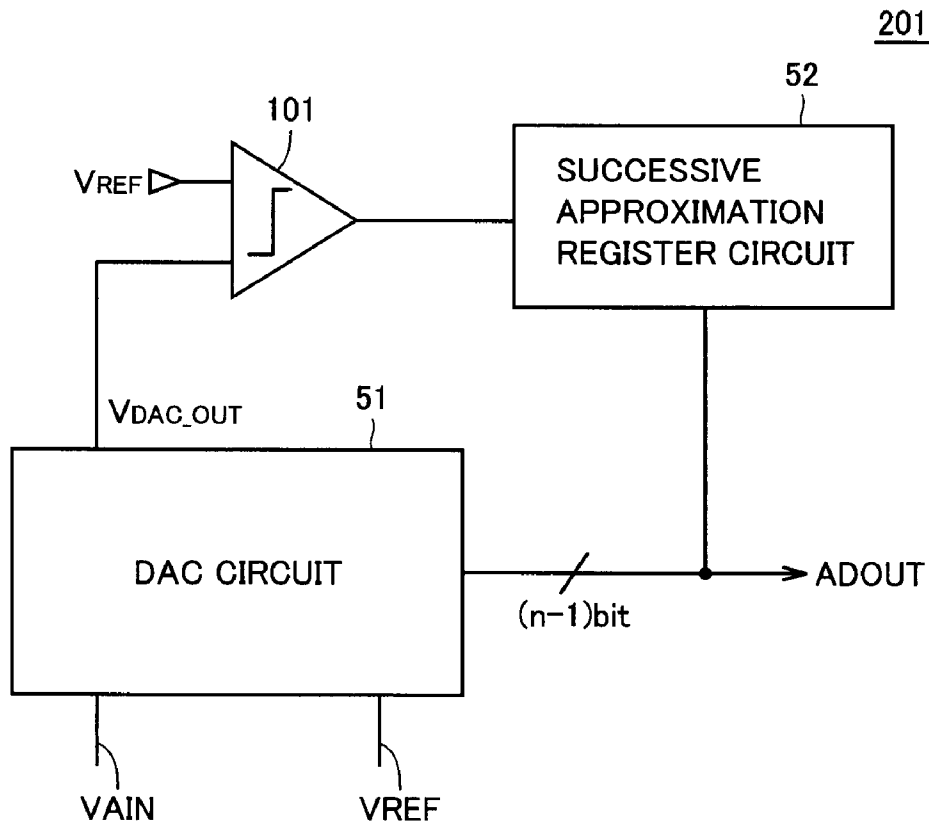 201
52
101
SUCCESSIVE
APPROXIMATION
REGISTER CIRCUIT
VREF
VDAC_OUT
51
DAC CIRCUIT
ADOUT
(n-1)bit
VAIN
VREF